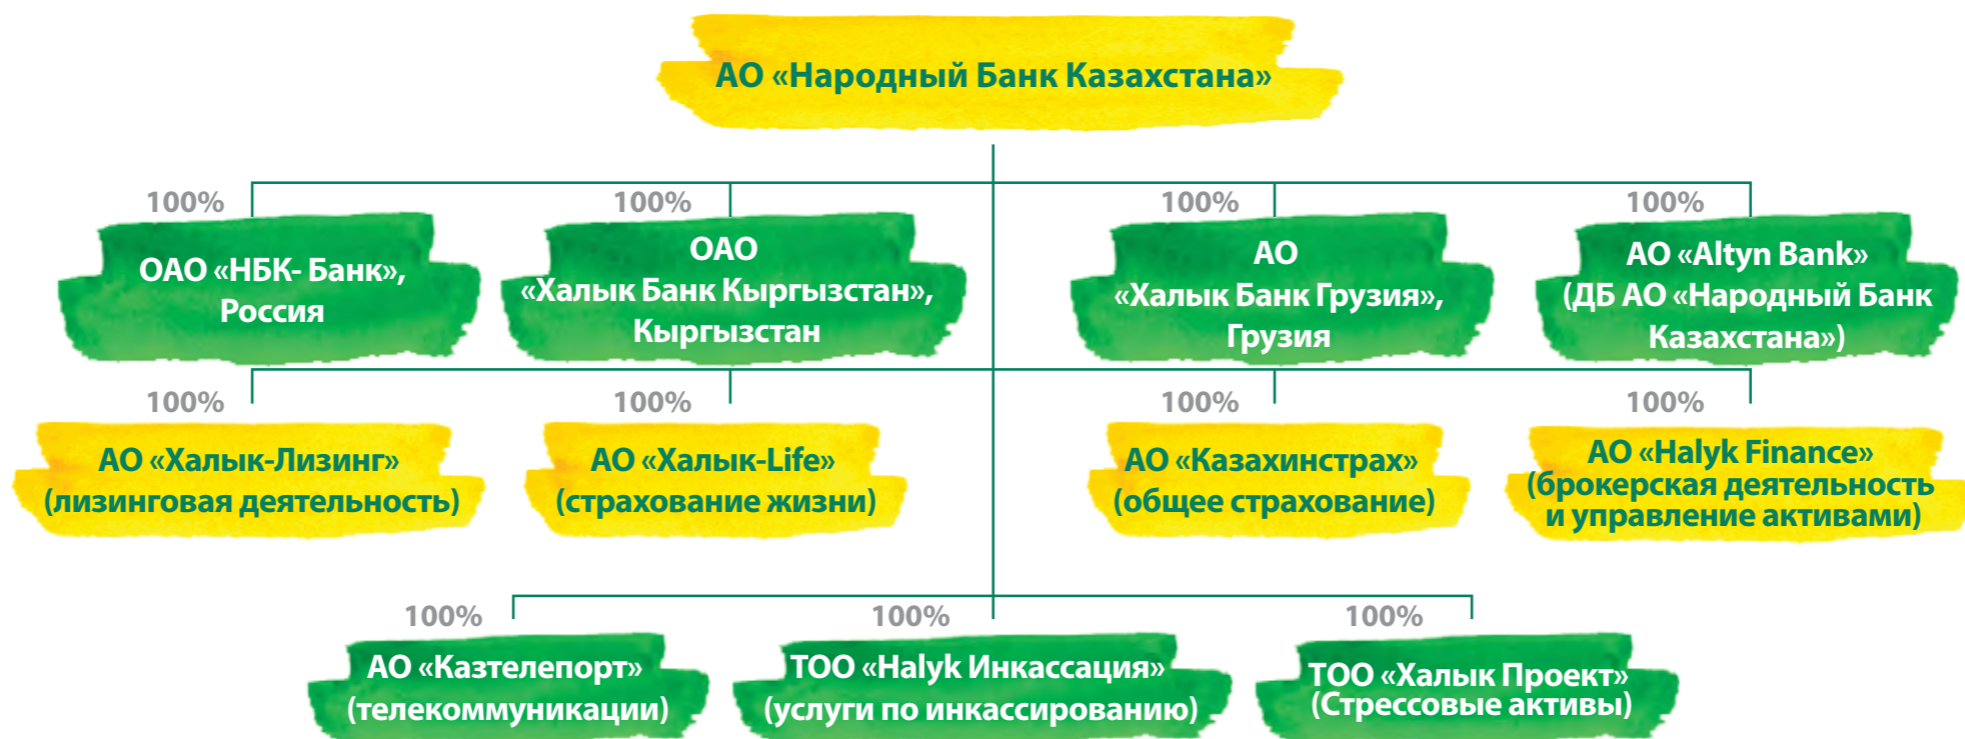 АО «Народный Банк Казахстана»
100%
100%
100%
100%
ОАО «НБК- Банк»,
Россия
ОАО
«Халык Банк Кыргызстан»,
Кыргызстан
АО
«Халык Банк Грузия»,
Грузия
АО «Altyn Bank»
(ДБ АО «Народный Банк
Казахстана»)
100%
100%
100%
100%
АО «Халык-Лизинг»
(лизинговая деятельность)
АО «Халык-Life»
(страхование жизни)
АО «Казахинстрах»
(общее страхование)
АО «Halyk Finance»
(брокерская деятельность
и управление активами)
100%
100%
100%
АО «Казтелепорт»
(телекоммуникации)
ТОО «Halyk Инкассация»
(услуги по инкассированию)
ТОО «Халык Проект»
(Стрессовые активы)